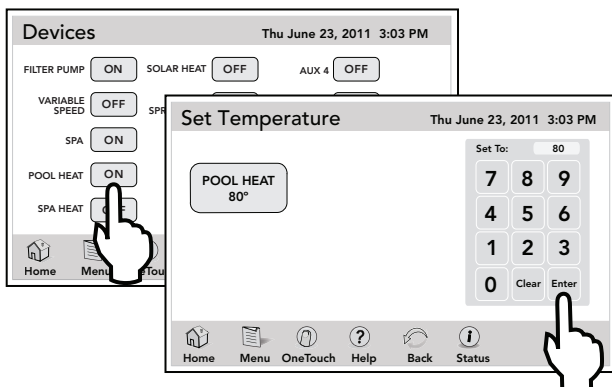 Devices
Thu June 23, 2011 3:03 PM
FILTER PUMP ON SOLAR HEAT OFF AUX 4 OFF
VARIABLE
SPEED OFF
SPA ON
POOL HEAT ON
SPA HEAT
Home
Set Temperature
Thu June 23, 2011 3:03 PM
Set To: 80
POOL HEAT
80°
7 8 9
4 5 6
1 2 3
0 Clear Enter
Home Menu OneTouch Help Back Status